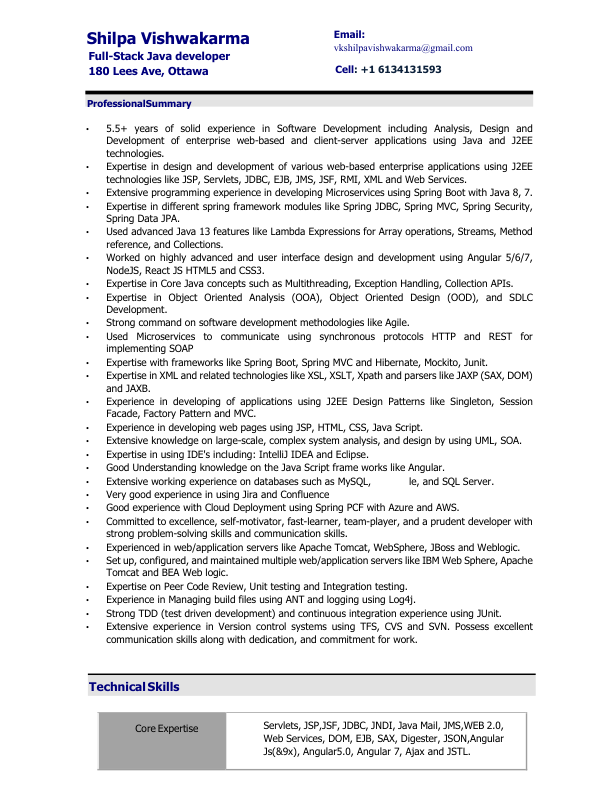 Shilpa Vishwakarma
Full-Stack Java developer
180 Lees Ave, Ottawa
Email:
vkshilpavishwakarma@gmail.com
Cell: +1 6134131593
ProfessionalSummary
• 5.5+ years of solid experience in Software Development including Analysis, Design and
Development of enterprise web-based and client-server applications using Java and J2EE
technologies.
• Expertise in design and development of various web-based enterprise applications using J2EE
technologies like JSP, Servlets, JDBC, EJB, JMS, JSF, RMI, XML and Web Services.
• Extensive programming experience in developing Microservices using Spring Boot with Java 8, 7.
• Expertise in different spring framework modules like Spring JDBC, Spring MVC, Spring Security,
Spring Data JPA.
• Used advanced Java 13 features like Lambda Expressions for Array operations, Streams, Method
reference, and Collections.
• Worked on highly advanced and user interface design and development using Angular 5/6/7,
NodeJS, React JS HTML5 and CSS3.
• Expertise in Core Java concepts such as Multithreading, Exception Handling, Collection APIs.
• Expertise in Object Oriented Analysis (OOA), Object Oriented Design (OOD), and SDLC
Development.
• Strong command on software development methodologies like Agile.
• Used Microservices to communicate using synchronous protocols HTTP and REST for
implementing SOAP
• Expertise with frameworks like Spring Boot, Spring MVC and Hibernate, Mockito, Junit.
• Expertise in XML and related technologies like XSL, XSLT, Xpath and parsers like JAXP (SAX, DOM)
and JAXB.
• Experience in developing of applications using J2EE Design Patterns like Singleton, Session
Facade, Factory Pattern and MVC.
• Experience in developing web pages using JSP, HTML, CSS, Java Script.
• Extensive knowledge on large-scale, complex system analysis, and design by using UML, SOA.
• Expertise in using IDE's including: IntelliJ IDEA and Eclipse.
• Good Understanding knowledge on the Java Script frame works like Angular.
• Extensive working experience on databases such as MySQL, le, and SQL Server.
• Very good experience in using Jira and Confluence
• Good experience with Cloud Deployment using Spring PCF with Azure and AWS.
• Committed to excellence, self-motivator, fast-learner, team-player, and a prudent developer with
strong problem-solving skills and communication skills.
• Experienced in web/application servers like Apache Tomcat, WebSphere, JBoss and Weblogic.
• Set up, configured, and maintained multiple web/application servers like IBM Web Sphere, Apache
Tomcat and BEA Web logic.
• Expertise on Peer Code Review, Unit testing and Integration testing.
• Experience in Managing build files using ANT and logging using Log4j.
• Strong TDD (test driven development) and continuous integration experience using JUnit.
• Extensive experience in Version control systems using TFS, CVS and SVN. Possess excellent
communication skills along with dedication, and commitment for work.
Technical Skills
Core Expertise
Servlets, JSP,JSF, JDBC, JNDI, Java Mail, JMS,WEB 2.0,
Web Services, DOM, EJB, SAX, Digester, JSON,Angular
Js(&9x), Angular5.0, Angular 7, Ajax and JSTL.